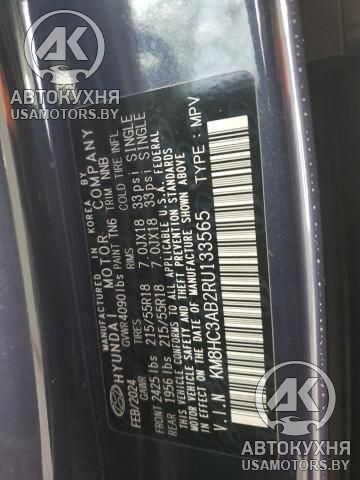 АВТОКУХНЯ
USAMOTORS.BY
MANUFACTURED IN KOREA BY
HYUNDAI MOTOR COMPANY
FEB/2024 GVWR 4090lbs PAINT TN6 TRIM NNB
GAWR TIRES RIMS COLD TIRE INFL
FRONT 2425 lbs 215/55R18 7.0JX18 33psi SINGLE
REAR 1956 lbs 215/55R18 7.0JX18 33psi SINGLE
THIS VEHICLE CONFORMS TO ALL APPLICABLE U.S.A FEDERAL
MOTOR VEHICLE SAFETY AND THEFT PREVENTION STANDARDS
IN EFFECT ON THE DATE OF MANUFACTURE SHOWN ABOVE.
V.I.N : KM8HC3AB2RU133565 TYPE : MPV
АВТОКУХНЯ
USAMOTORS.BY